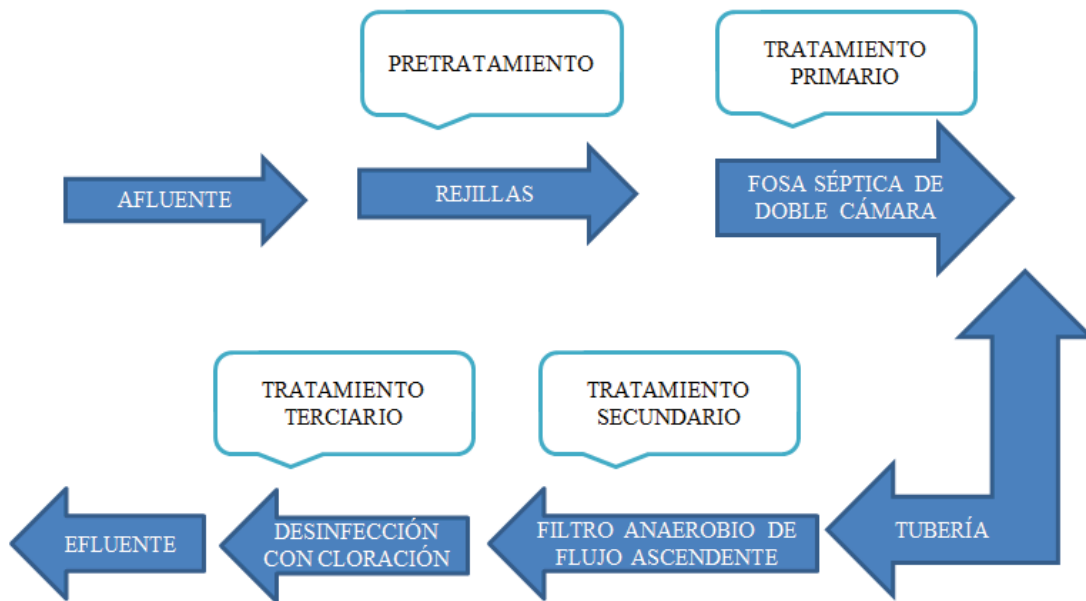 PRETRATAMIENTO
TRATAMIENTO
PRIMARIO
AFLUENTE
REJILLAS
FOSA SÉPTICA DE
DOBLE CÁMARA
TRATAMIENTO
TERCIARIO
TRATAMIENTO
SECUNDARIO
EFLUENTE
DESINFECCIÓN
CON CLORACIÓN
FILTRO ANAEROBIO DE
FLUJO ASCENDENTE
TUBERÍA